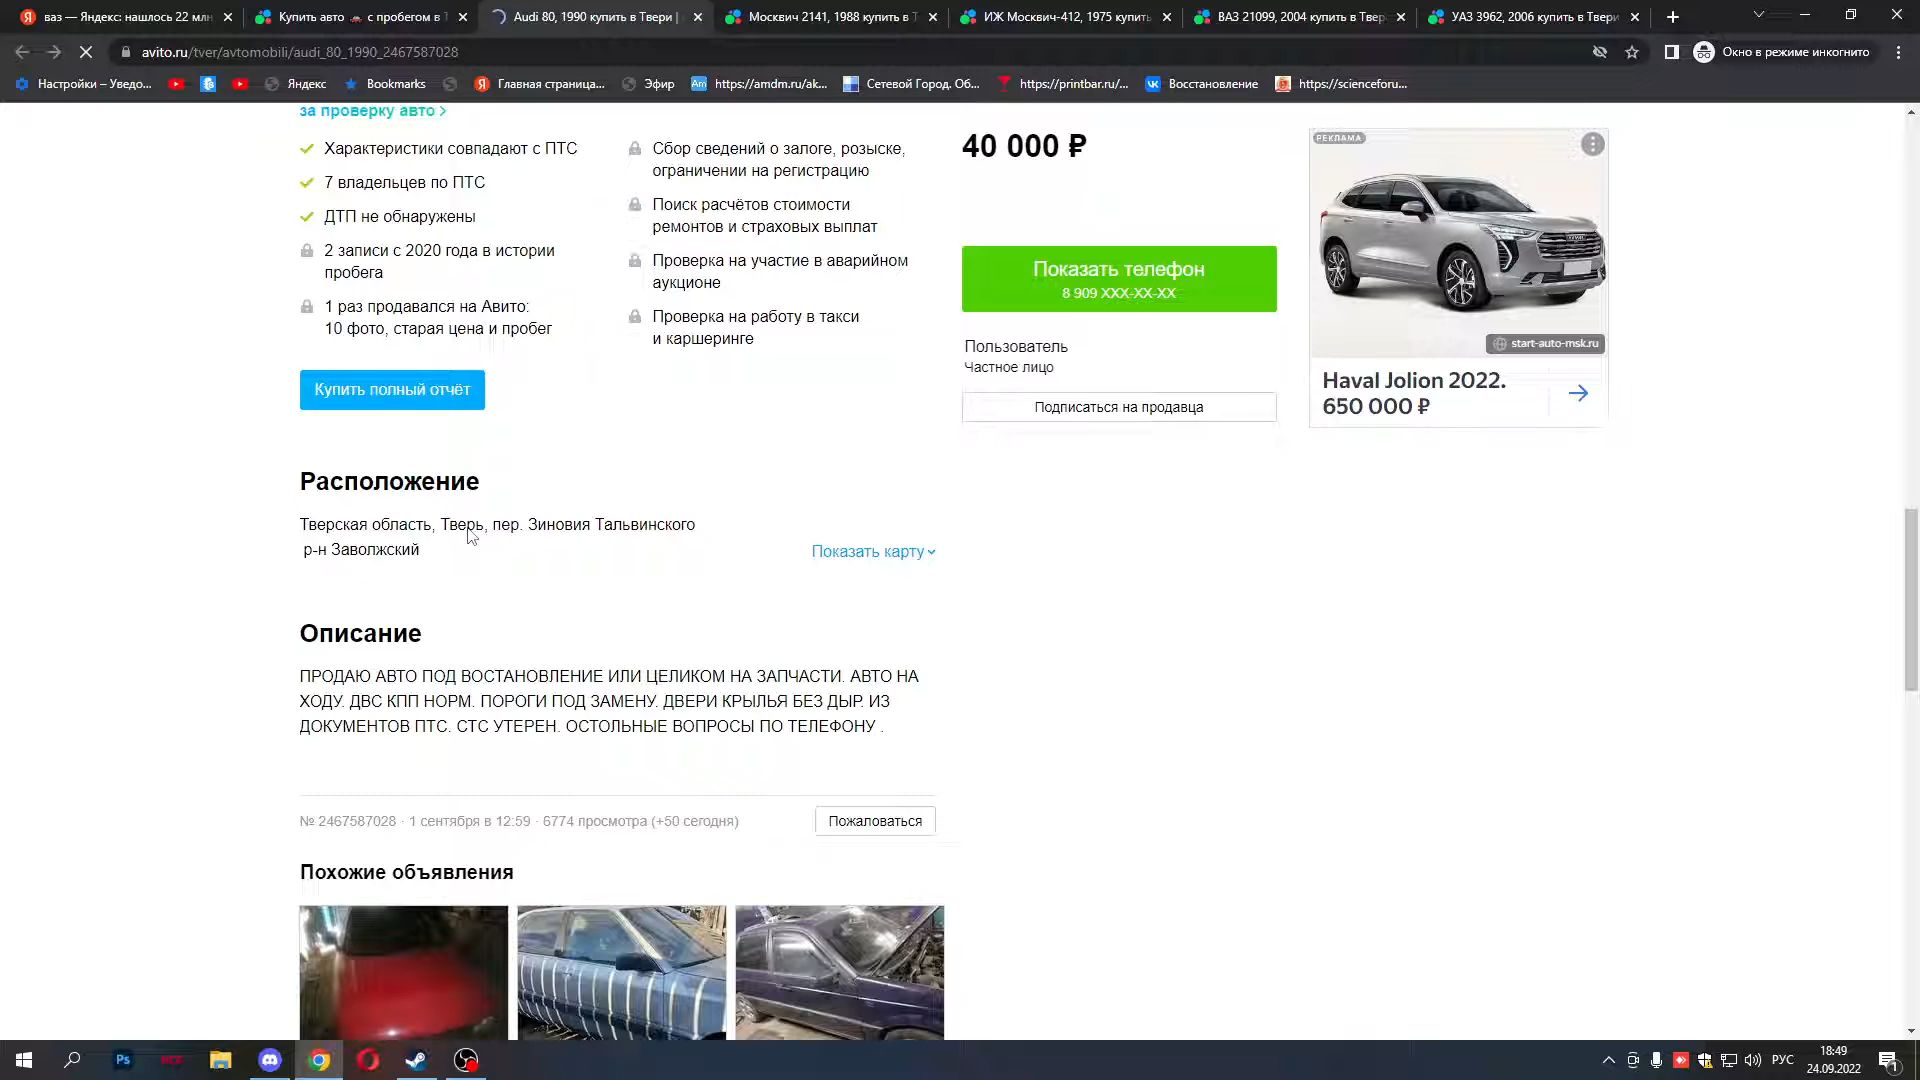 ваз — Яндекс: нашлось 22 млн
Купить авто с пробегом в Т
Audi 80, 1990 купить в Твери |
Москвич 2141, 1988 купить в Т
ИЖ Москвич-412, 1975 купить
ВАЗ 21099, 2004 купить в Твер
УАЗ 3962, 2006 купить в Твери
avito.ru/tver/avtomobili/audi_80_1990_2467587028
Окно в режиме инкогнито
Настройки – Уведо...
Яндекс
Bookmarks
Главная страница...
Эфир
Am
https://amdm.ru/ak...
Сетевой Город. Об...
https://printbar.ru/...
Восстановление
https://scienceforu...
за проверку авто >
Характеристики совпадают с ПТС
7 владельцев по ПТС
ДТП не обнаружены
2 записи с 2020 года в истории
пробега
1 раз продавался на Авито:
10 фото, старая цена и пробег
Сбор сведений о залоге, розыске,
ограничении на регистрацию
Поиск расчётов стоимости
ремонтов и страховых выплат
Проверка на участие в аварийном
аукционе
Проверка на работу в такси
и каршеринге
Купить полный отчёт
40 000 ₽
Показать телефон
8 909 XXX-XX-XX
Пользователь
Частное лицо
Подписаться на продавца
РЕКЛАМА
start-auto-msk.ru
Haval Jolion 2022.
650 000 ₽
Расположение
Тверская область, Тверь, пер. Зиновия Тальвинского
р-н Заволжский
Показать карту
Описание
ПРОДАЮ АВТО ПОД ВОСТАНОВЛЕНИЕ ИЛИ ЦЕЛИКОМ НА ЗАПЧАСТИ. АВТО НА
ХОДУ. ДВС КПП НОРМ. ПОРОГИ ПОД ЗАМЕНУ. ДВЕРИ КРЫЛЬЯ БЕЗ ДЫР. ИЗ
ДОКУМЕНТОВ ПТС. СТС УТЕРЕН. ОСТОЛЬНЫЕ ВОПРОСЫ ПО ТЕЛЕФОНУ .
№ 2467587028 · 1 сентября в 12:59 · 6774 просмотра (+50 сегодня)
Пожаловаться
Похожие объявления
Ps
РУС
18:49
24.09.2022
1